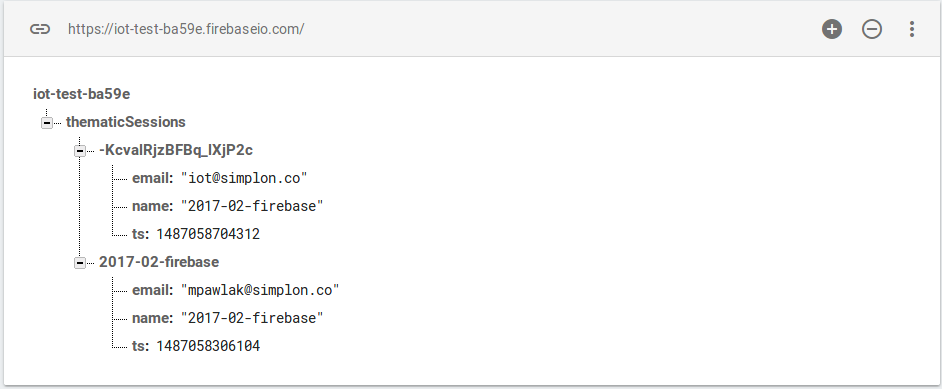 https://iot-test-ba59e.firebaseio.com/
iot-test-ba59e
thematicSessions
-KcvalRjzBFBq_lXjP2c
email: "iot@simplon.co"
name: "2017-02-firebase"
ts: 1487058704312
2017-02-firebase
email: "mpawlak@simplon.co"
name: "2017-02-firebase"
ts: 1487058306104